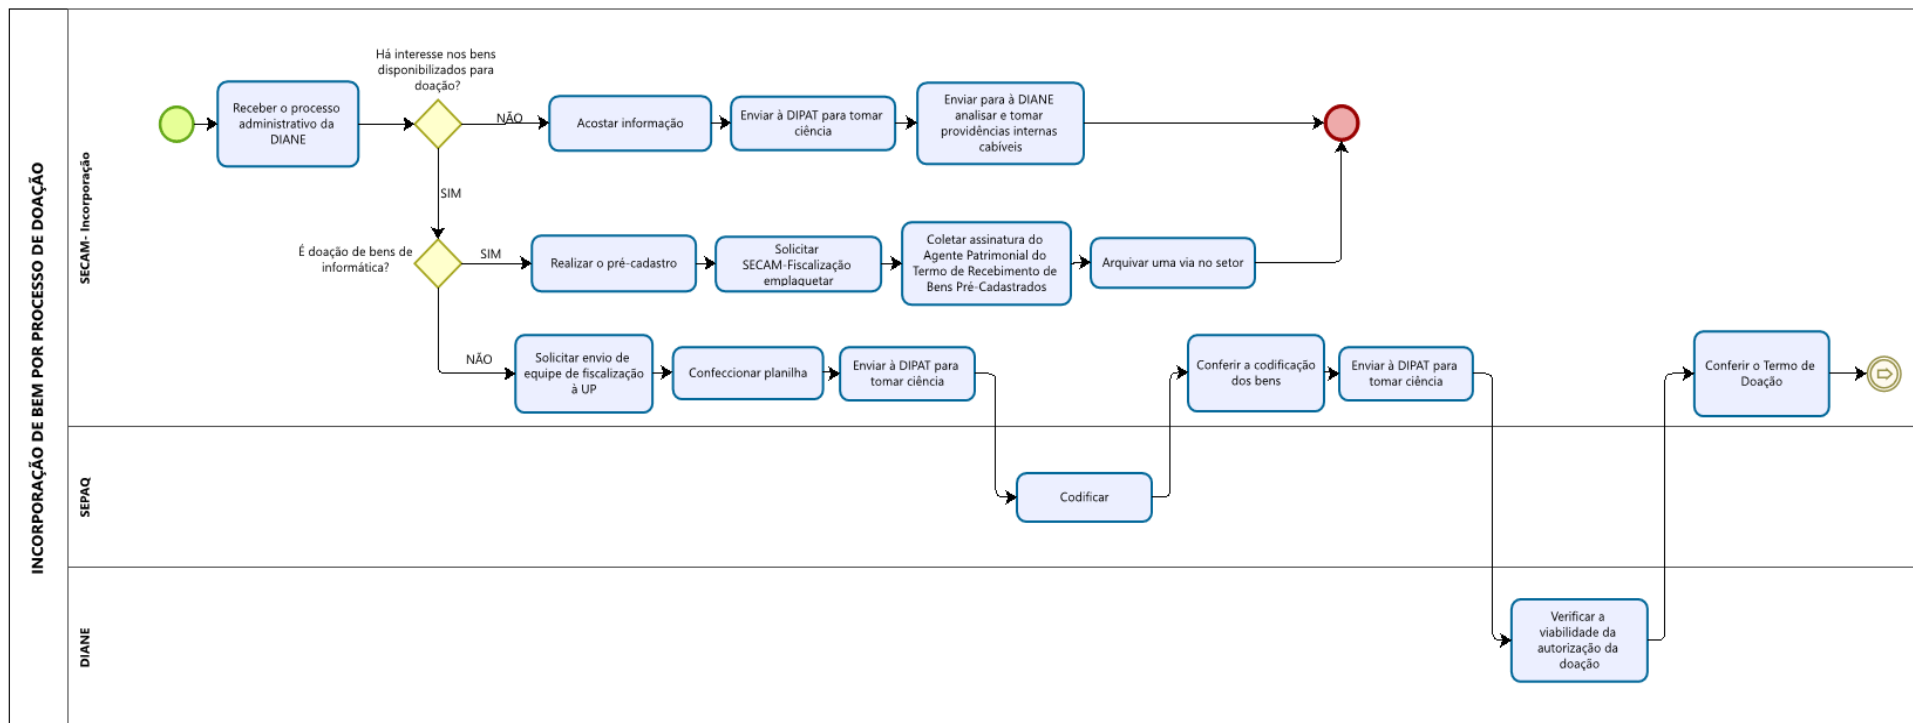 INCORPORAÇÃO DE BEM POR PROCESSO DE DOAÇÃO
SECAM- Incorporação
Há interesse nos bens
disponibilizados para
doação?
Receber o processo
administrativo da
DIANE
NÃO
Acostar informação
Enviar à DIPAT para tomar
ciência
Enviar para à DIANE
analisar e tomar
providências internas
cabíveis
SIM
É doação de bens de
informática?
SIM
Realizar o pré-cadastro
Solicitar
SECAM-Fiscalização
emplaquetar
Coletar assinatura do
Agente Patrimonial do
Termo de Recebimento de
Bens Pré-Cadastrados
Arquivar uma via no setor
NÃO
Solicitar envio de
equipe de fiscalização
à UP
Confeccionar planilha
Enviar à DIPAT para
tomar ciência
Conferir a codificação
dos bens
Enviar à DIPAT para
tomar ciência
Conferir o Termo de
Doação
SEPAQ
Codificar
DIANE
Verificar a
viabilidade da
autorização da
doação